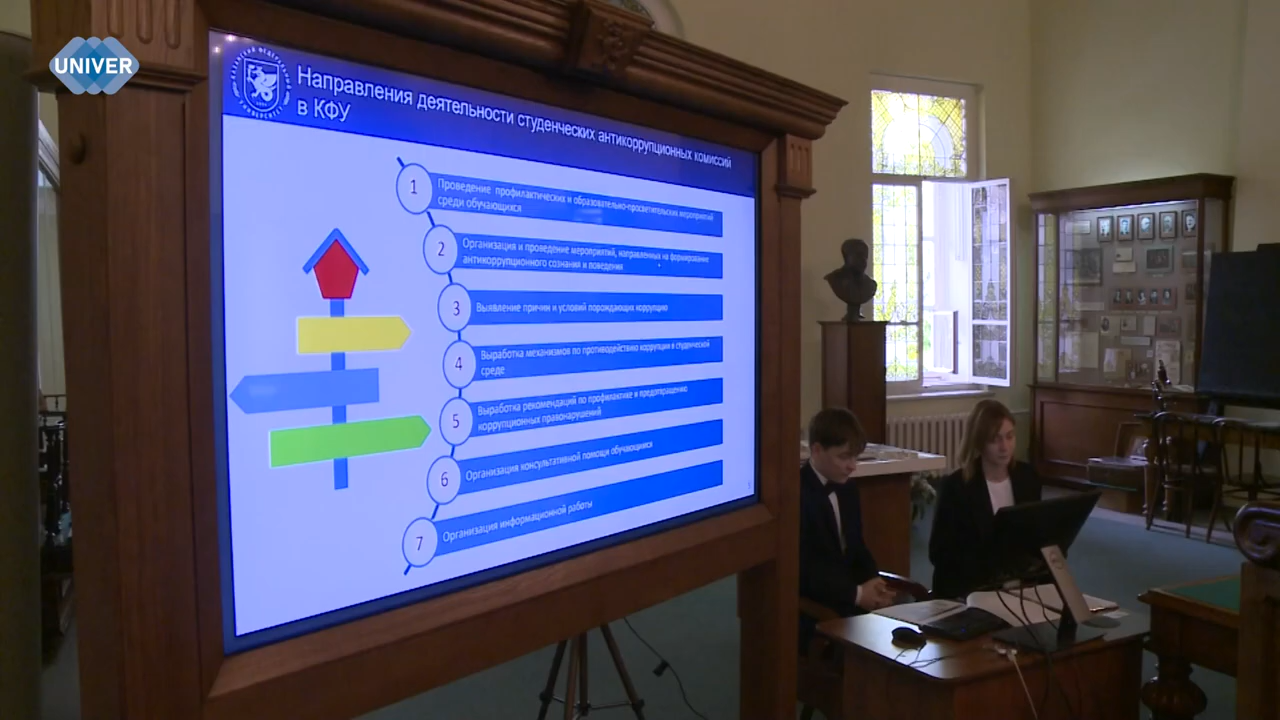 UNIVER
Направления деятельности студенческих антикоррупционных комиссий
в КФУ
1
Проведение профилактических и образовательно-просветительских мероприятий
среди обучающихся
2
Организация и проведение мероприятий, направленных на формирование
антикоррупционного сознания и поведения
3
Выявление причин и условий порождающих коррупцию
4
Выработка механизмов по противодействию коррупции в студенческой
среде
5
Выработка рекомендаций по профилактике и предотвращению
коррупционных правонарушений
6
Организация консультативной помощи обучающимся
7
Организация информационной работы